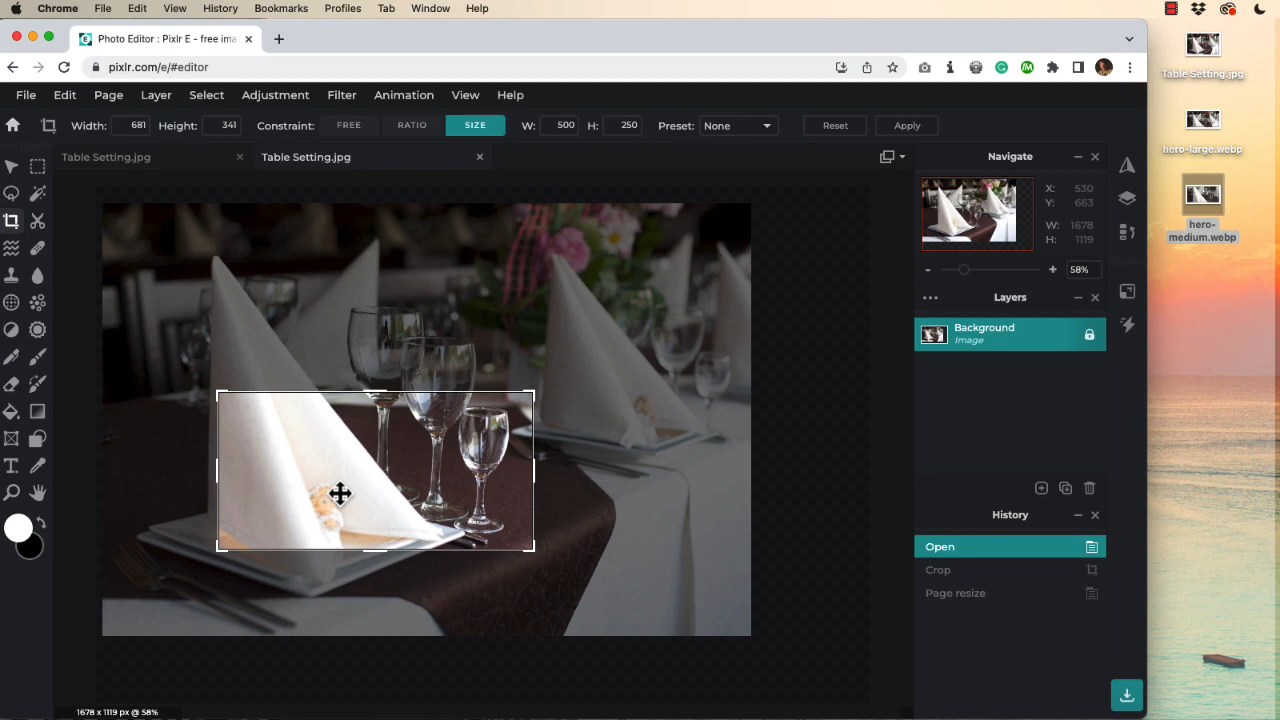 Chrome File Edit View History Bookmarks Profiles Tab Window Help
Photo Editor : Pixlr E - free ima
pixlr.com/e/#editor
File Edit Page Layer Select Adjustment Filter Animation View Help
Width: 681 Height: 341 Constraint: FREE RATIO SIZE W: 500 H: 250 Preset: None Reset Apply
Table Setting.jpg Table Setting.jpg
Navigate
X: 530
Y: 663
W: 1678
H: 1119
- + 58%
Layers
Background
Image
History
Open
Crop
Page resize
1678 x 1119 px @ 58%
Table Setting.jpg
hero-large.webp
hero-
medium.webp